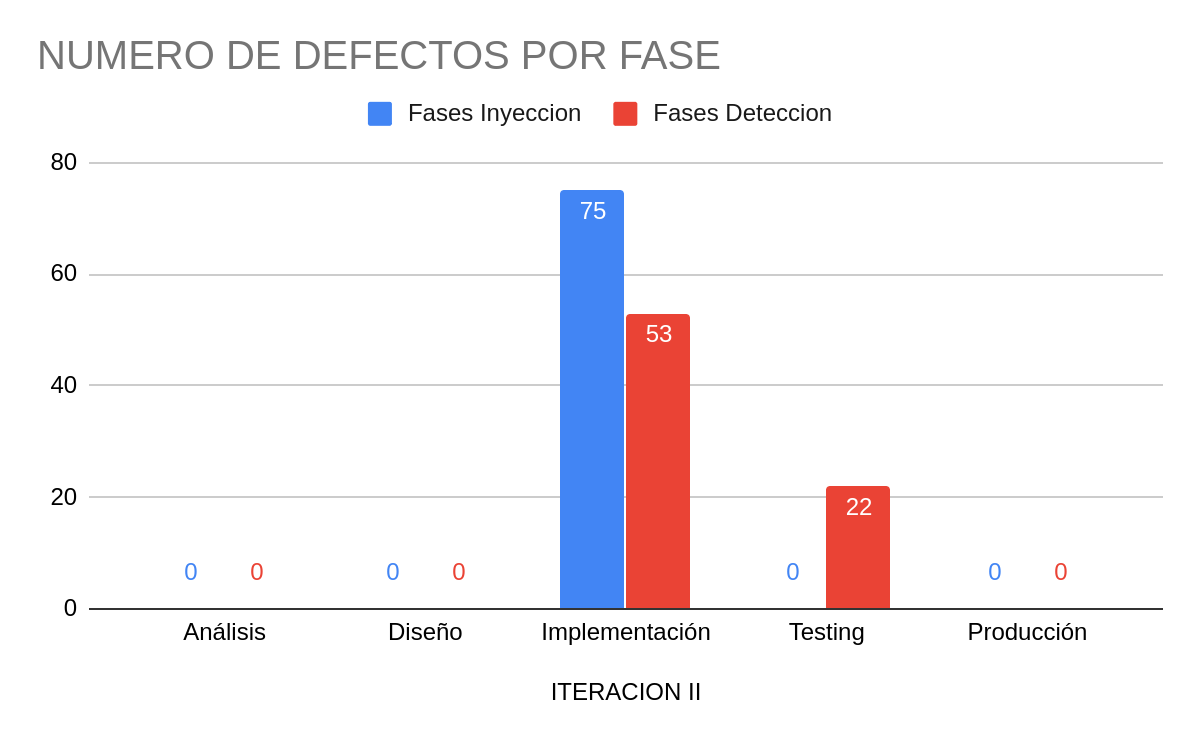 NUMERO DE DEFECTOS POR FASE
Fases Inyeccion Fases Deteccion
80
60
40
20
0
75
53
22
0 0 0 0 0 0 0
Análisis Diseño Implementación Testing Producción
ITERACION II